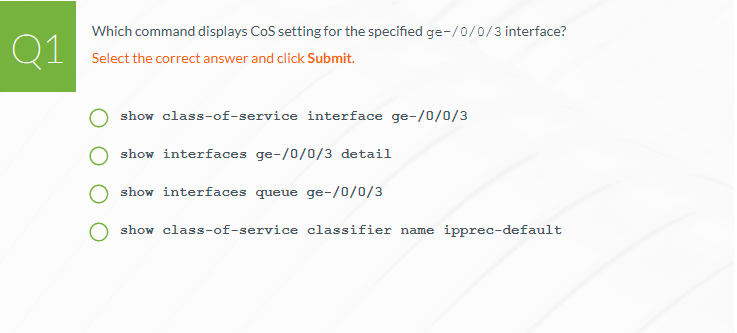 Q1
Which command displays CoS setting for the specified ge-/0/0/3 interface?
Select the correct answer and click Submit.
show class-of-service interface ge-/0/0/3
show interfaces ge-/0/0/3 detail
show interfaces queue ge-/0/0/3
show class-of-service classifier name ipprec-default